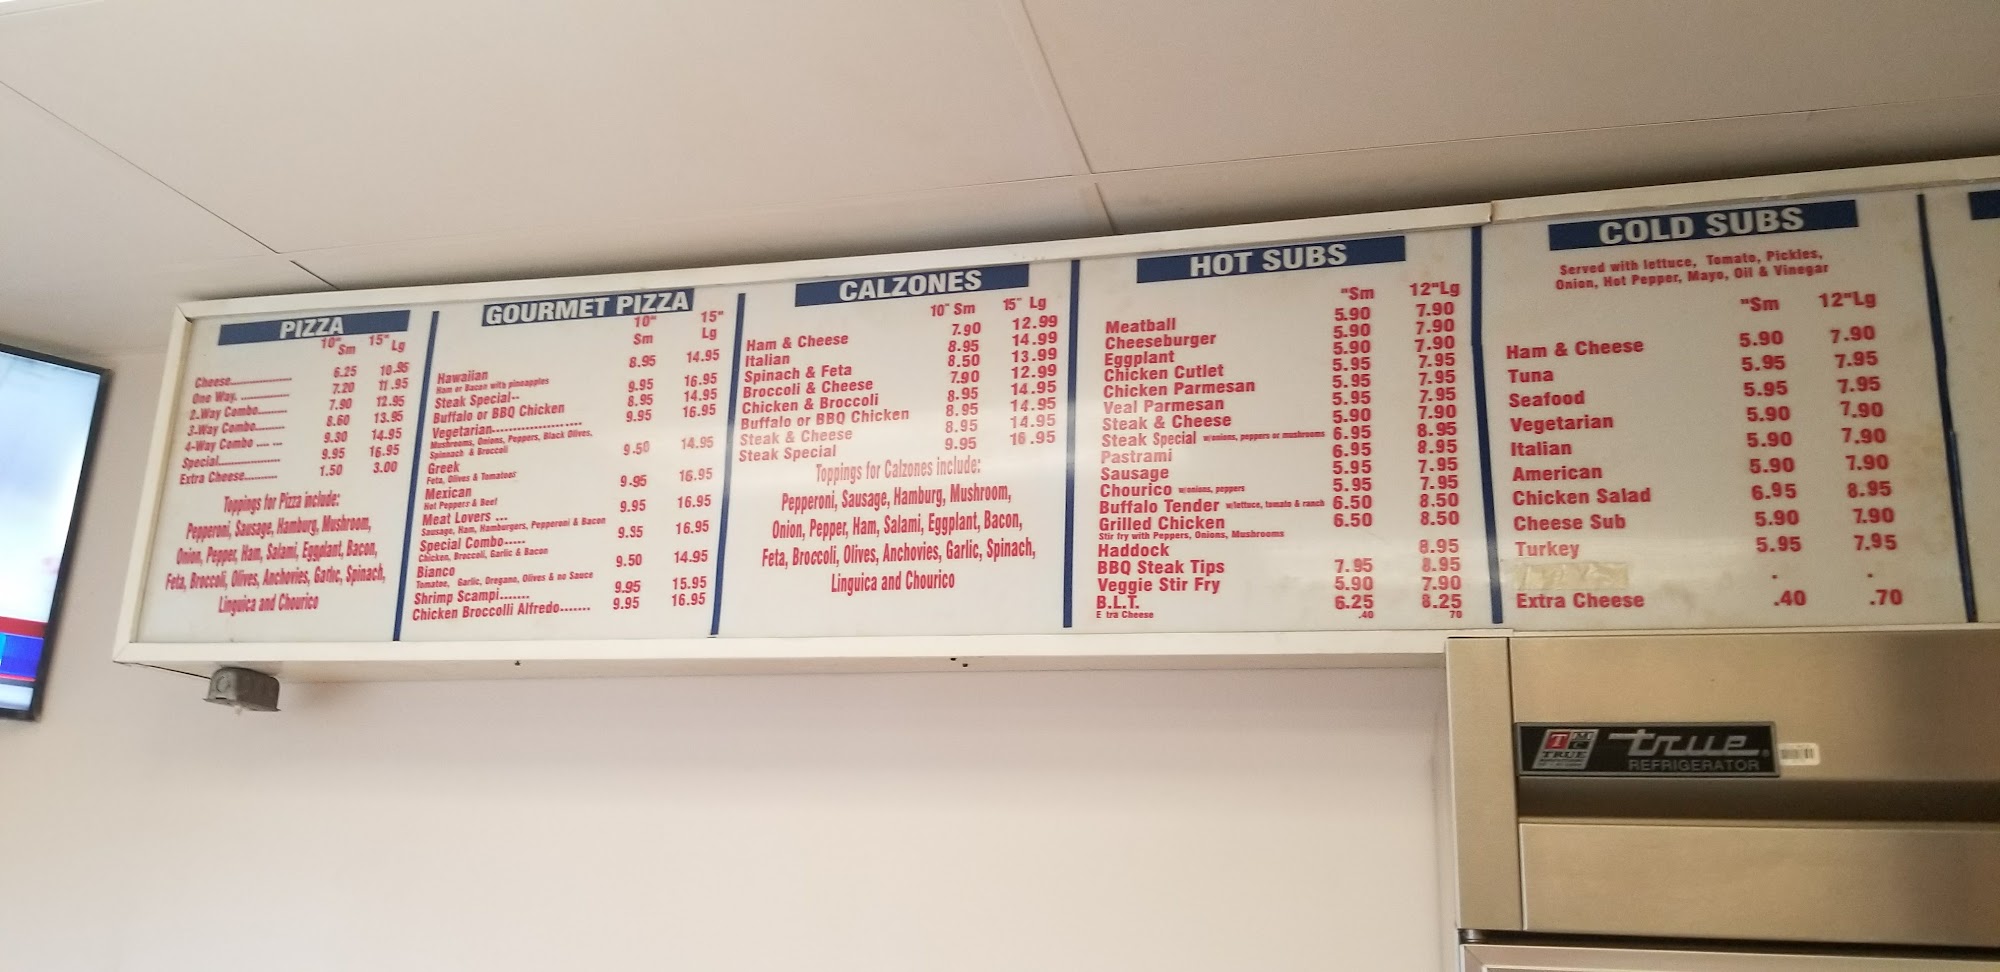 PIZZA
10" Sm 15" Lg
Cheese.................. 6.25 10.95
One Way. .............. 7.20 11.95
2-Way Combo......... 7.90 12.95
3-Way Combo......... 8.60 13.95
4-Way Combo .... ... 9.30 14.95
Special................... 9.95 16.95
Extra Cheese.......... 1.50 3.00
Toppings for Pizza include:
Pepperoni, Sausage, Hamburg, Mushroom,
Onion, Pepper, Ham, Salami, Eggplant, Bacon,
Feta, Broccoli, Olives, Anchovies, Garlic, Spinach,
Linguica and Chourico
GOURMET PIZZA
10" 15"
Sm Lg
Hawaiian 8.95 14.95
Ham or Bacon with pineapples
Steak Special-- 9.95 16.95
Buffalo or BBQ Chicken 8.95 14.95
Vegetarian-------------------- 9.95 16.95
Mushrooms, Onions, Peppers, Black Olives,
Spinnach & Broccoli
Greek 9.50 14.95
Feta, Olives & Tomatoes
Mexican 9.95 16.95
Hot Peppers & Beef
Meat Lovers ... 9.95 16.95
Sausage, Ham, Hamburgers, Pepperoni & Bacon
Special Combo..... 9.95 16.95
Chicken, Broccoli, Garlic & Bacon
Bianco 9.50 14.95
Tomatoe, Garlic, Oregano, Olives & no Sauce
Shrimp Scampi....... 9.95 15.95
Chicken Broccolli Alfredo....... 9.95 16.95
CALZONES
10" Sm 15" Lg
Ham & Cheese 7.90 12.99
Italian 8.95 14.99
Spinach & Feta 8.50 13.99
Broccoli & Cheese 7.90 12.99
Chicken & Broccoli 8.95 14.95
Buffalo or BBQ Chicken 8.95 14.95
Steak & Cheese 8.95 14.95
Steak Special 9.95 16.95
Toppings for Calzones include:
Pepperoni, Sausage, Hamburg, Mushroom,
Onion, Pepper, Ham, Salami, Eggplant, Bacon,
Feta, Broccoli, Olives, Anchovies, Garlic, Spinach,
Linguica and Chourico
HOT SUBS
"Sm 12"Lg
Meatball 5.90 7.90
Cheeseburger 5.90 7.90
Eggplant 5.90 7.90
Chicken Cutlet 5.95 7.95
Chicken Parmesan 5.95 7.95
Veal Parmesan 5.95 7.95
Steak & Cheese 5.90 7.90
Steak Special w/onions, peppers or mushrooms 6.95 8.95
Pastrami 6.95 8.95
Sausage 5.95 7.95
Chourico w/onions, peppers 5.95 7.95
Buffalo Tender w/lettuce, tomato & ranch 6.50 8.50
Grilled Chicken 6.50 8.50
Stir fry with Peppers, Onions, Mushrooms
Haddock 8.95
BBQ Steak Tips 7.95 8.95
Veggie Stir Fry 5.90 7.90
B.L.T. 6.25 8.25
E tra Cheese .40 70
COLD SUBS
Served with lettuce, Tomato, Pickles,
Onion, Hot Pepper, Mayo, Oil & Vinegar
"Sm 12"Lg
Ham & Cheese 5.90 7.90
Tuna 5.95 7.95
Seafood 5.95 7.95
Vegetarian 5.90 7.90
Italian 5.90 7.90
American 5.90 7.90
Chicken Salad 6.95 8.95
Cheese Sub 5.90 7.90
Turkey 5.95 7.95
Extra Cheese .40 .70
TMC
TRUE
true
REFRIGERATOR